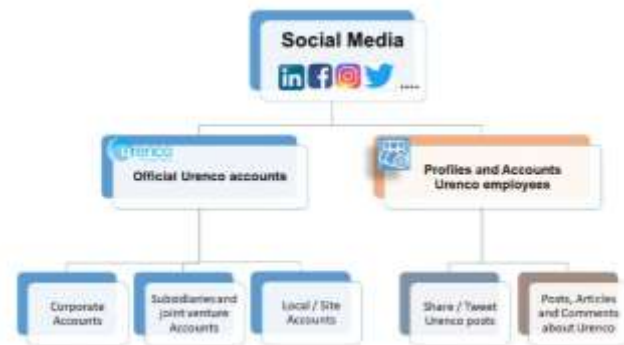 Social Media
in f ....
urenco
Official Urenco accounts
Profiles and Accounts
Urenco employees
Corporate
Accounts
Subsidiaries and
joint venture
Accounts
Local / Site
Accounts
Share / Tweet
Urenco posts
Posts, Articles
and Comments
about Urenco